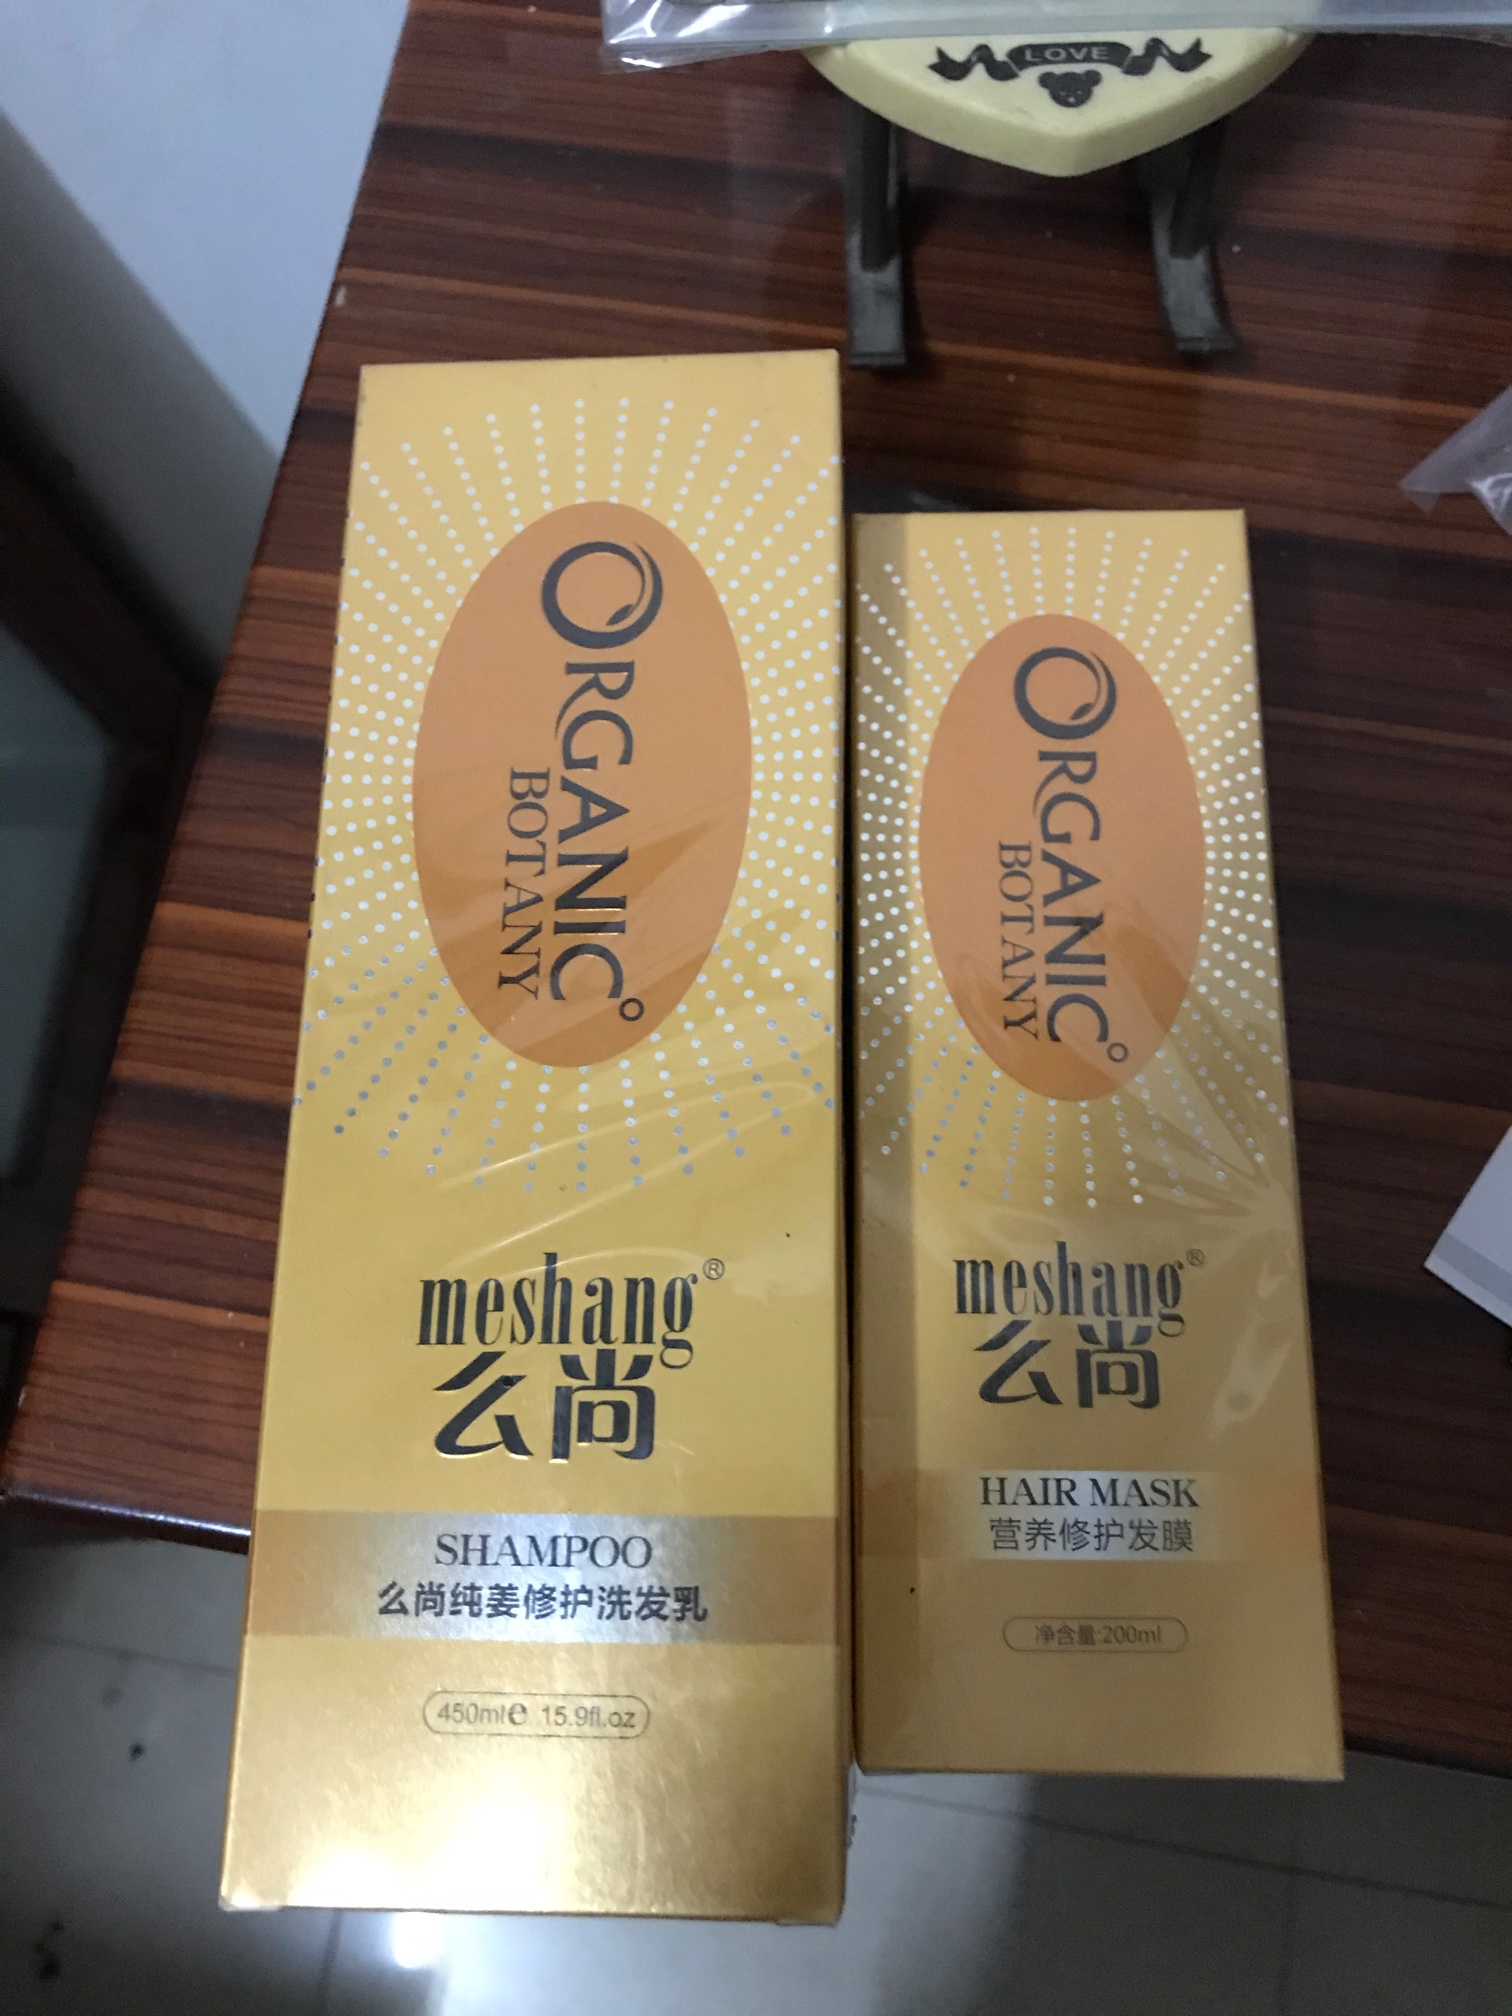 LOVE
ORGANIC
BOTANY
meshang®
么尚
SHAMPOO
么尚纯姜修护洗发乳
450ml℮ 15.9fl.oz
ORGANIC
BOTANY
meshang®
么尚
HAIR MASK
营养修护发膜
净含量:200ml